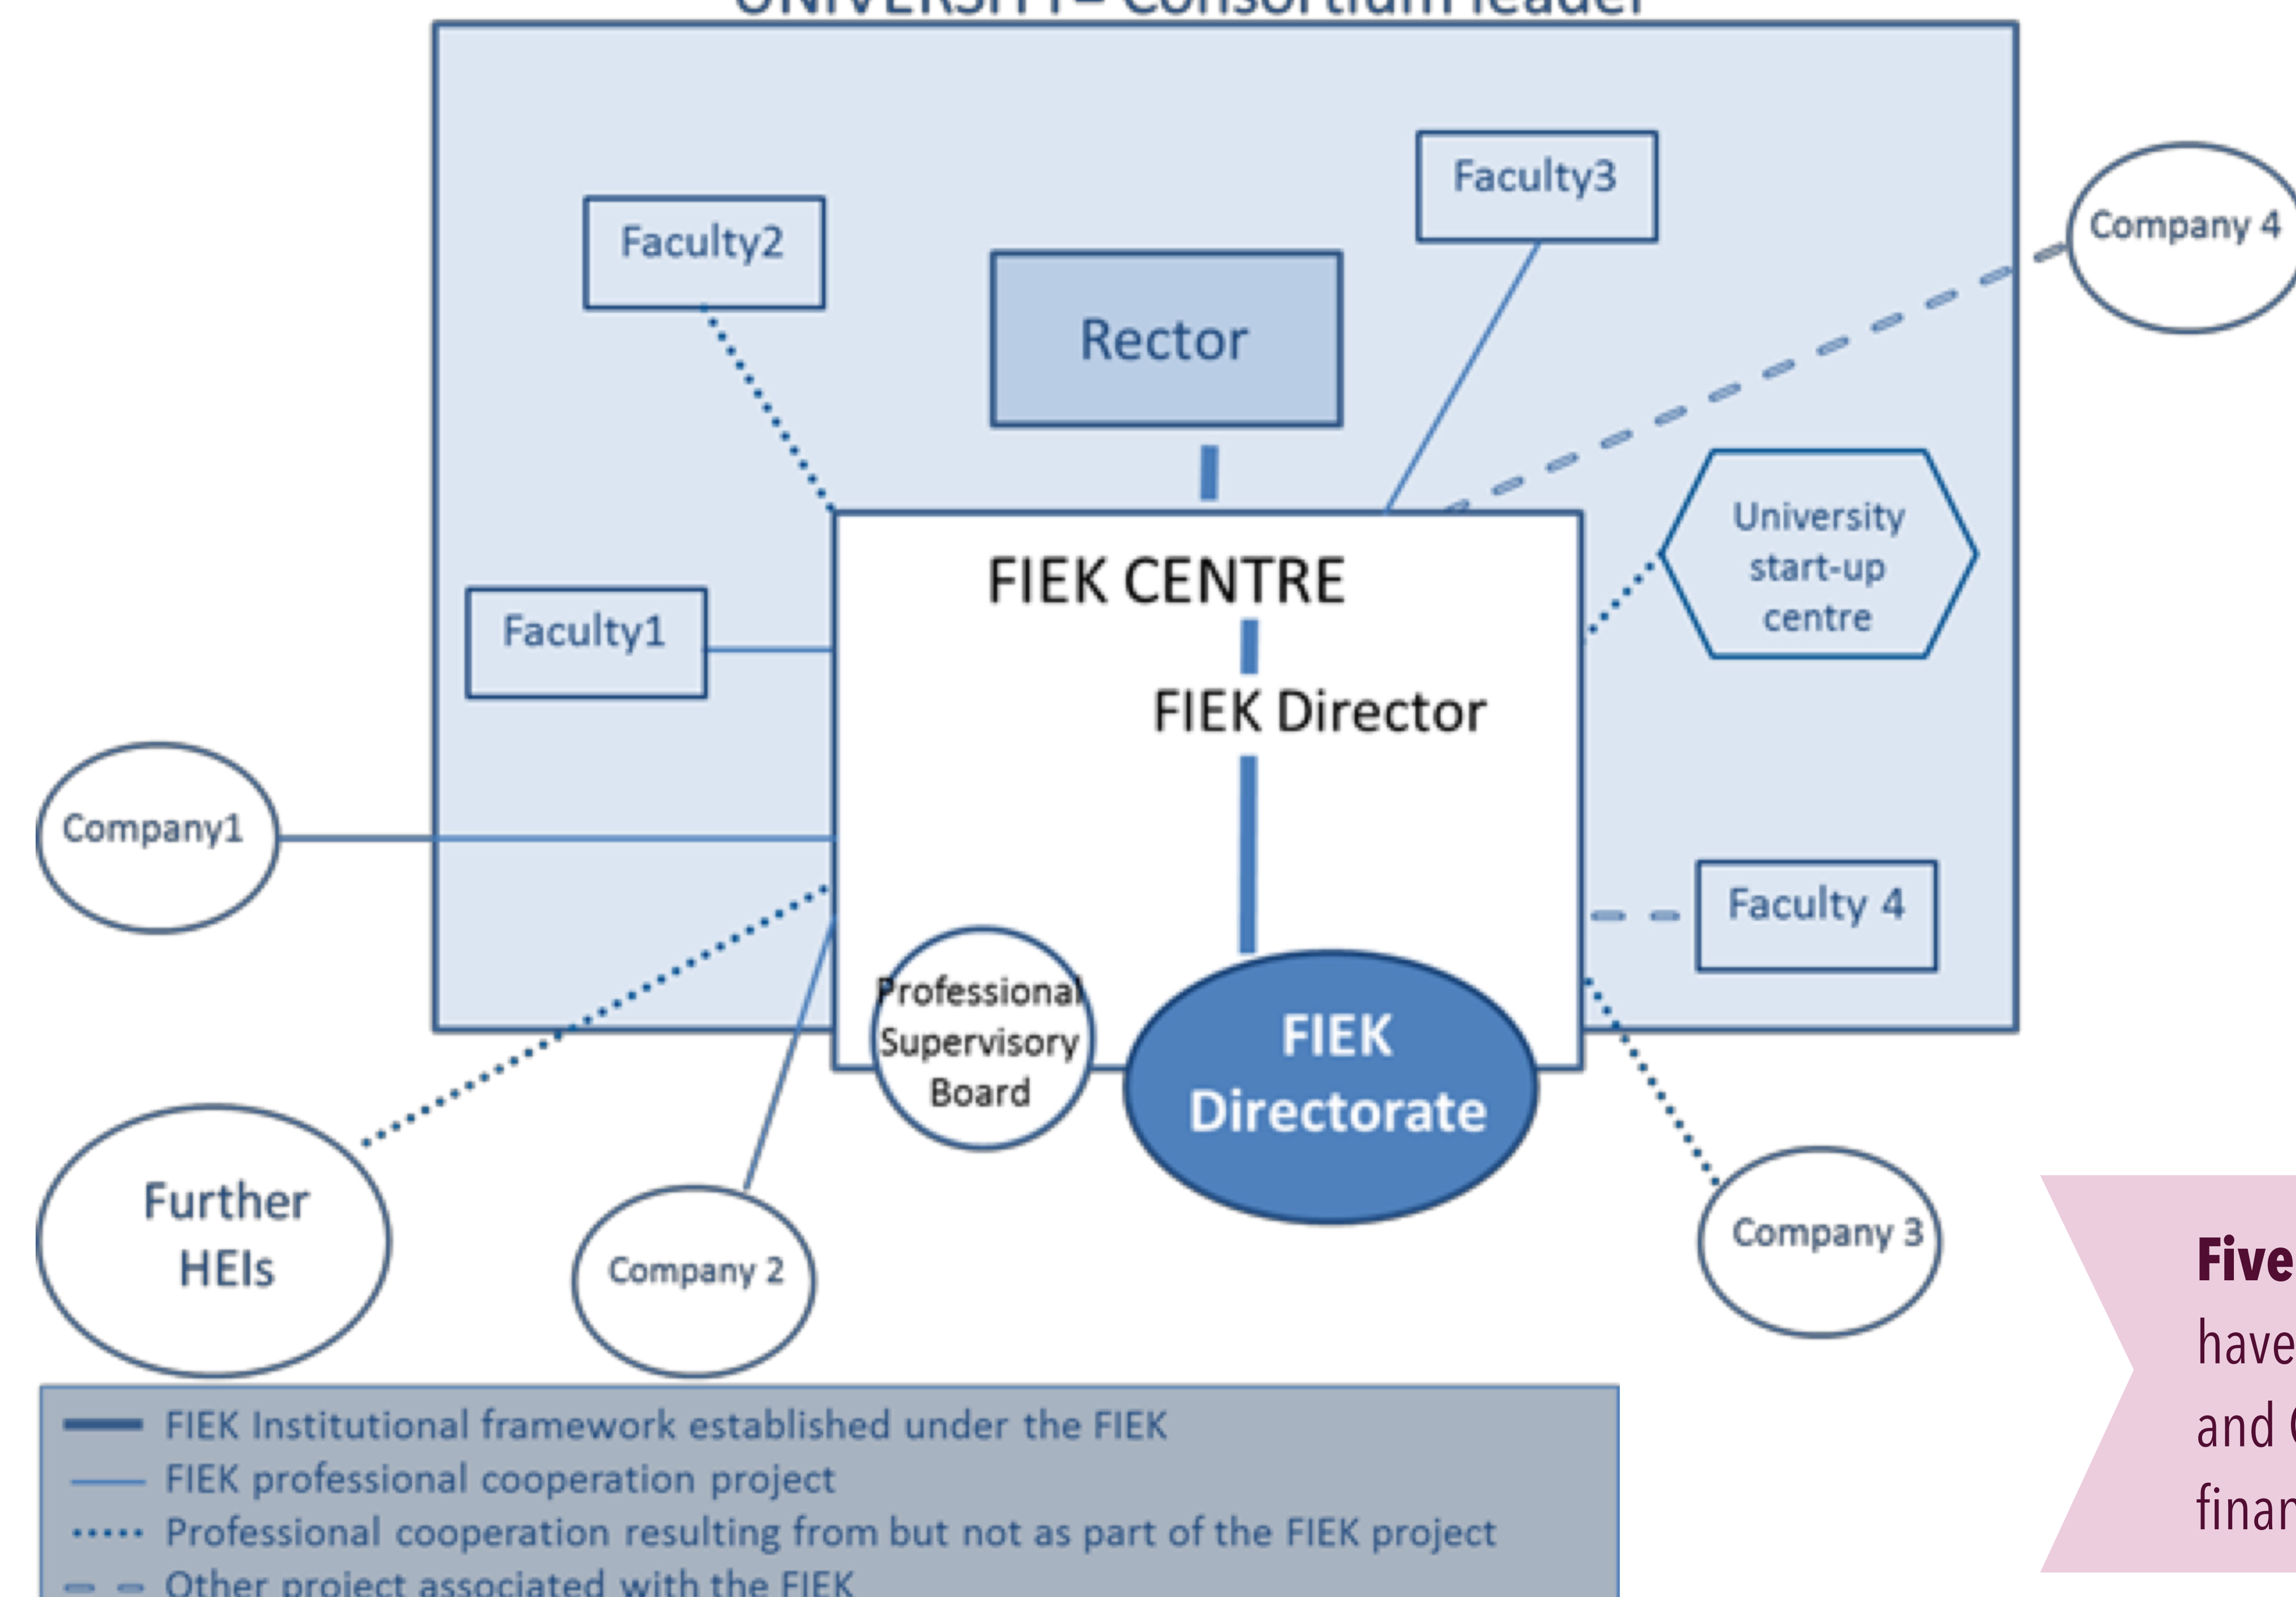 UNIVERSITY= Consortium leader
Faculty3
Company 4
Faculty2
Rector
University
start-up
centre
FIEK CENTRE
Faculty1
FIEK Director
Company1
Faculty 4
Professional
Supervisory
Board
FIEK
Directorate
Further
HEIs
Company 2
Company 3
Five
have
and
FIEK Institutional framework established under the FIEK
FIEK professional cooperation project
Professional cooperation resulting from but not as part of the FIEK project
Other project associated with the FIEK